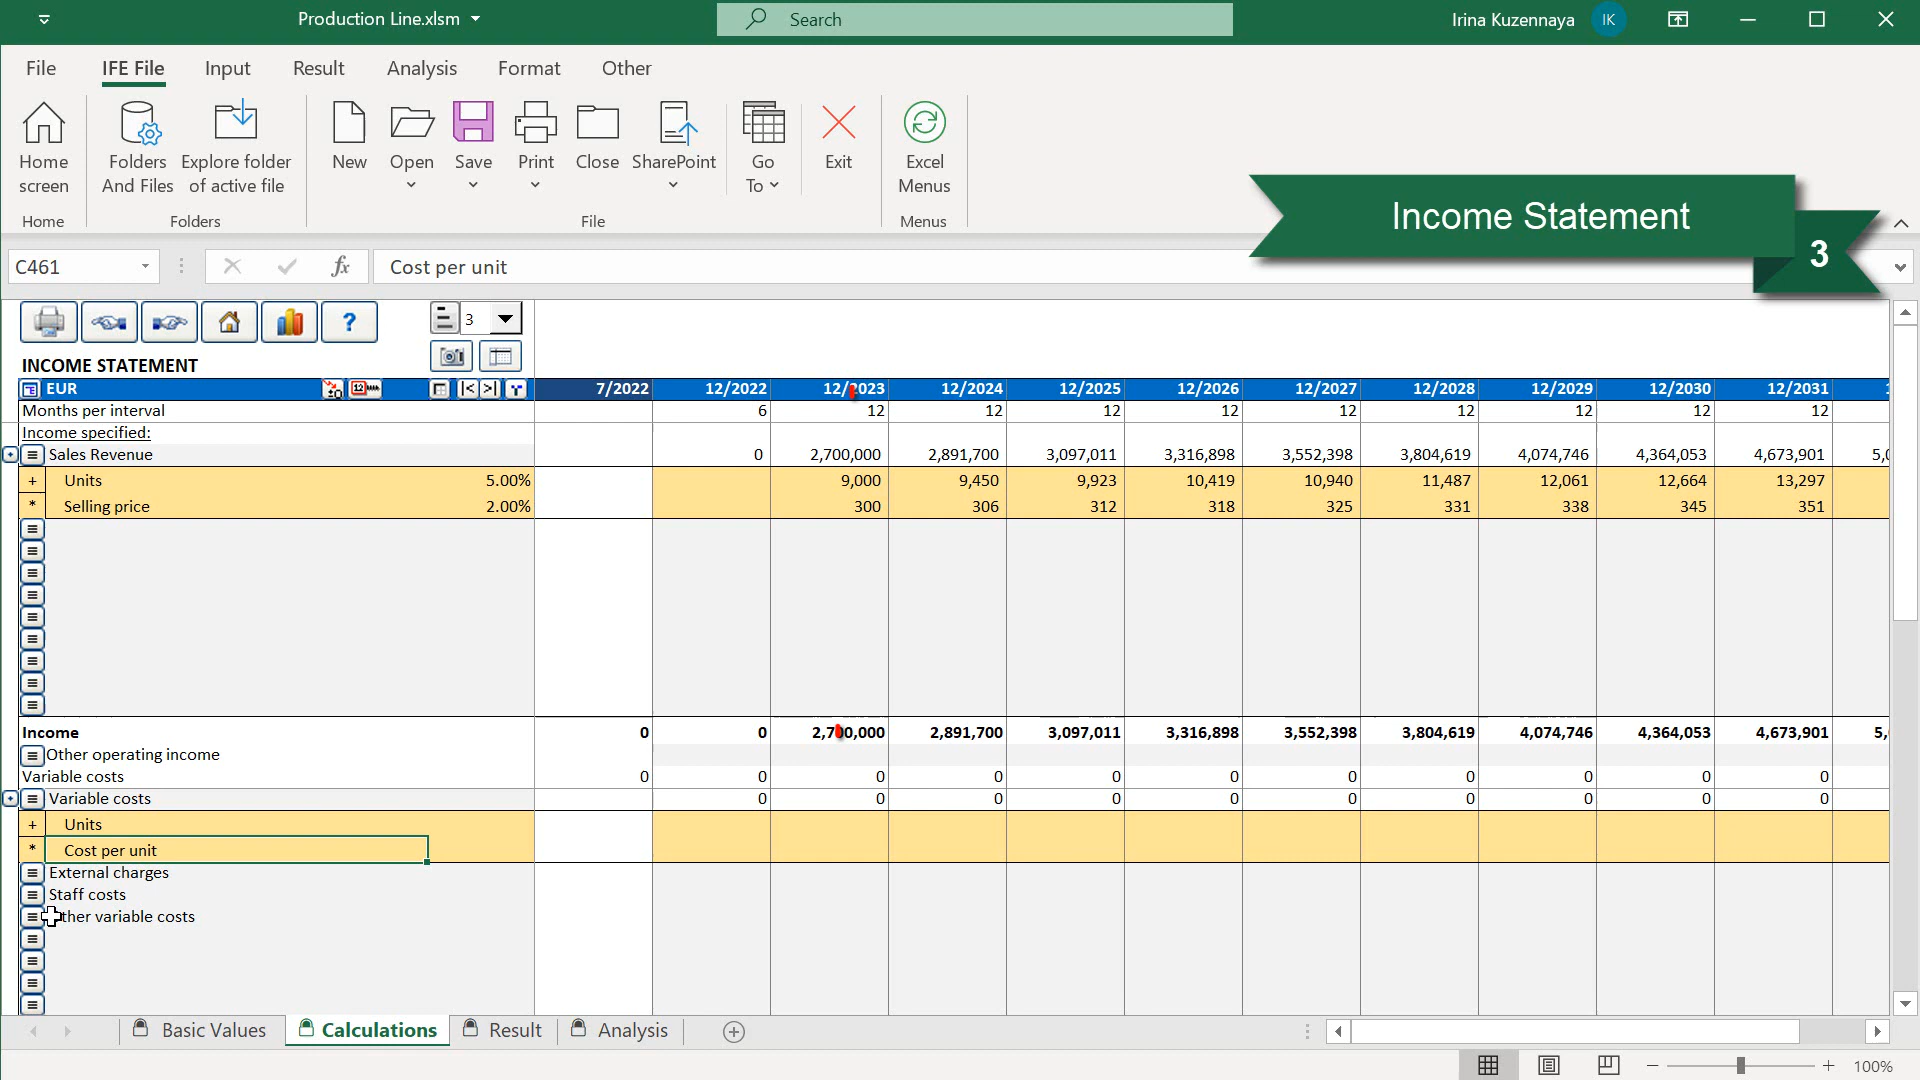 Production Line.xlsm
Search
Irina Kuzennaya IK
File IFE File Input Result Analysis Format Other
Home screen
Folders And Files
Explore folder of active file
New
Open
Save
Print
Close
SharePoint
Go To
Exit
Excel Menus
Home Folders File Menus
Income Statement
3
C461 fx Cost per unit
? 3
INCOME STATEMENT
EUR 7/2022 12/2022 12/2023 12/2024 12/2025 12/2026 12/2027 12/2028 12/2029 12/2030 12/2031
Months per interval 6 12 12 12 12 12 12 12 12 12
Income specified:
Sales Revenue 0 2,700,000 2,891,700 3,097,011 3,316,898 3,552,398 3,804,619 4,074,746 4,364,053 4,673,901
+ Units 5.00% 9,000 9,450 9,923 10,419 10,940 11,487 12,061 12,664 13,297
* Selling price 2.00% 300 306 312 318 325 331 338 345 351
Income 0 0 2,700,000 2,891,700 3,097,011 3,316,898 3,552,398 3,804,619 4,074,746 4,364,053 4,673,901
Other operating income
Variable costs 0 0 0 0 0 0 0 0 0 0 0
Variable costs 0 0 0 0 0 0 0 0 0 0
+ Units
* Cost per unit
External charges
Staff costs
ther variable costs
Basic Values Calculations Result Analysis
100%